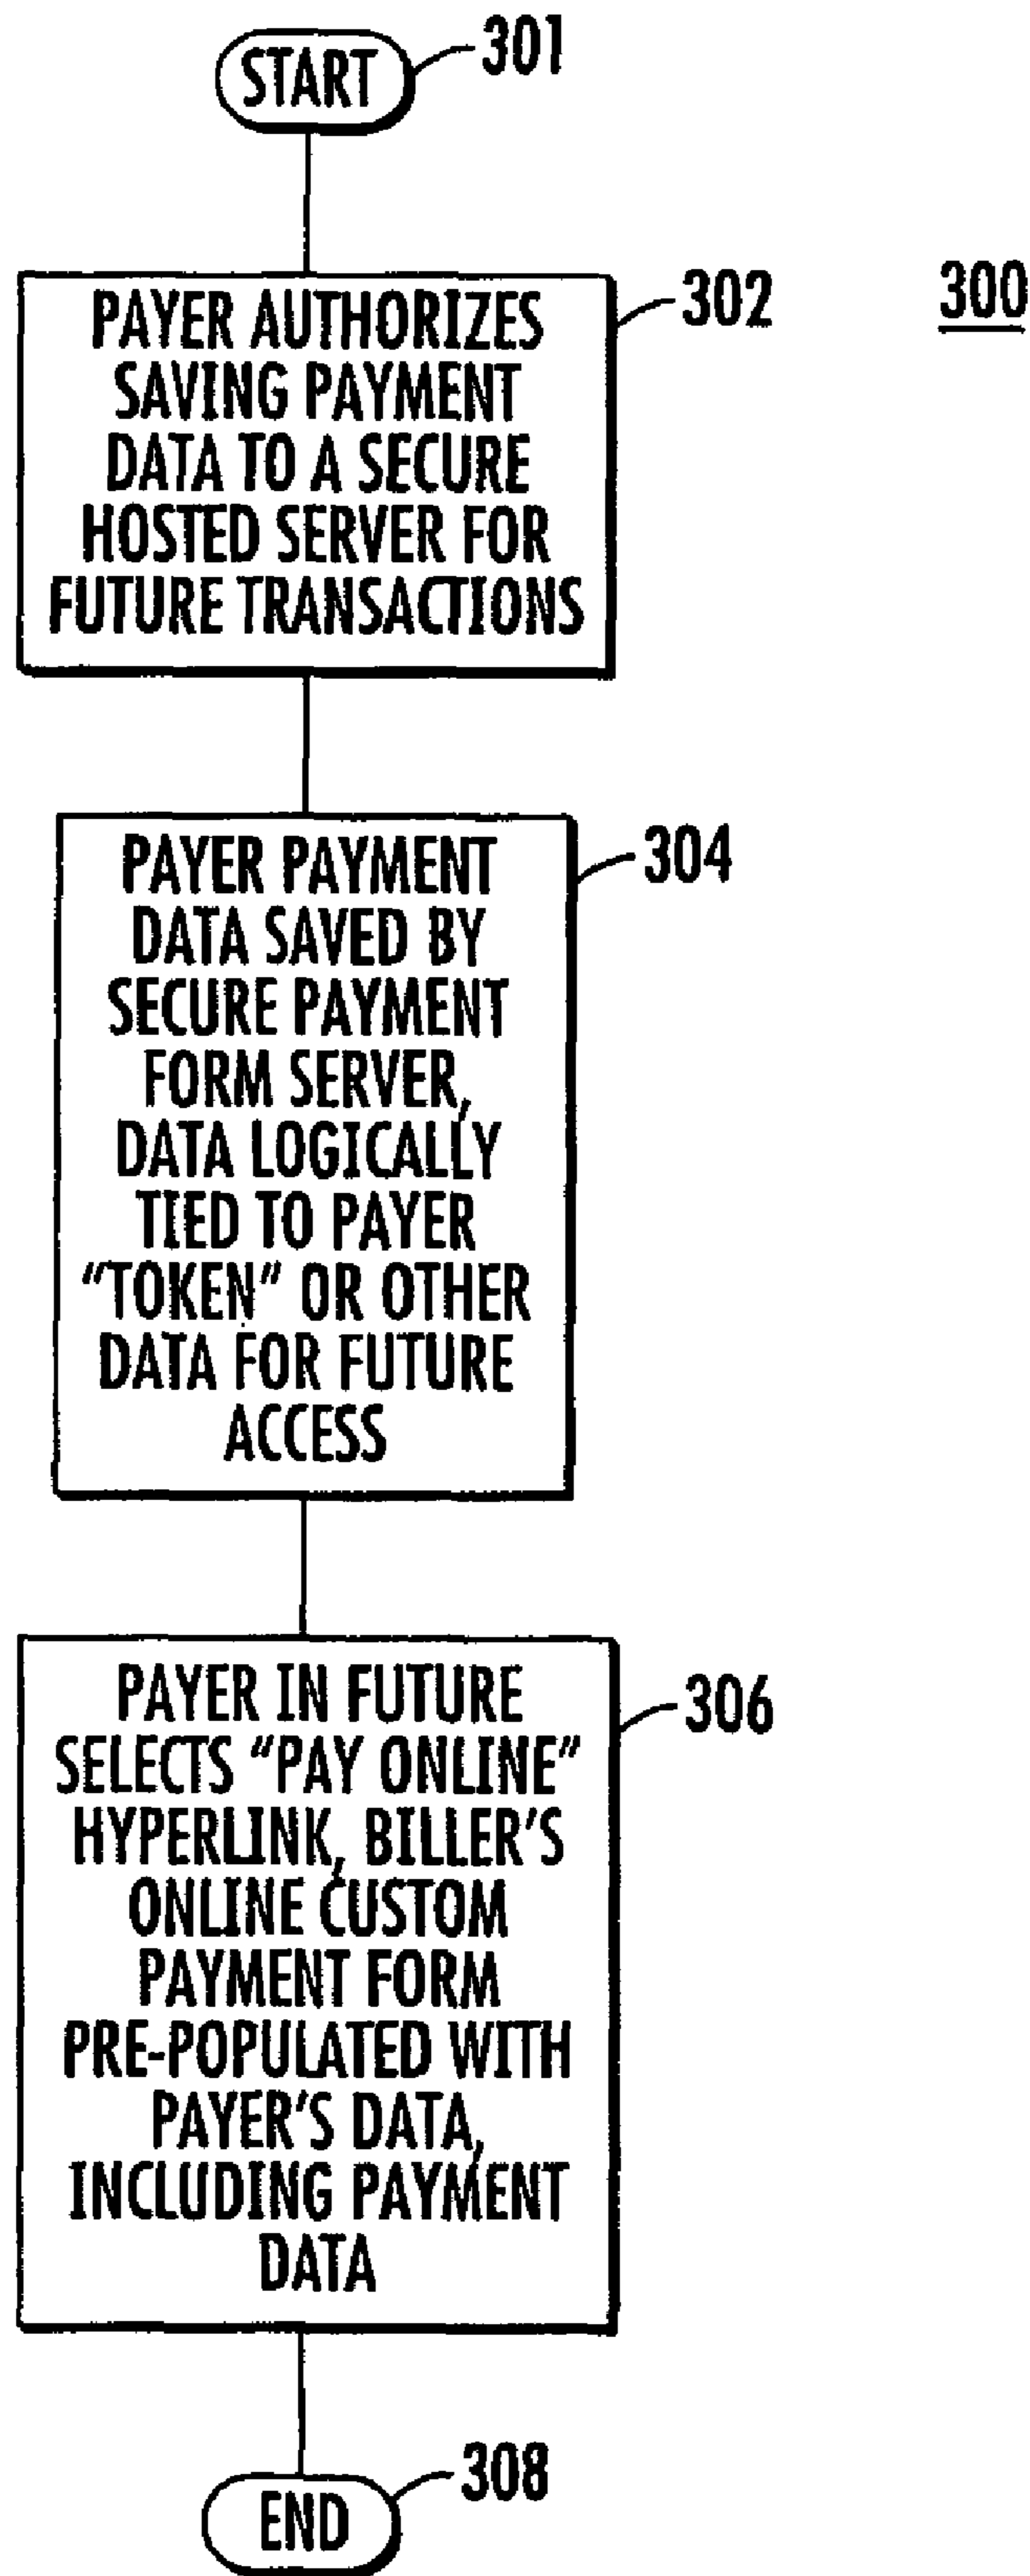 START
301
300
302
PAYER AUTHORIZES
SAVING PAYMENT
DATA TO A SECURE
HOSTED SERVER FOR
FUTURE TRANSACTIONS
304
PAYER PAYMENT
DATA SAVED BY
SECURE PAYMENT
FORM SERVER,
DATA LOGICALLY
TIED TO PAYER
“TOKEN” OR OTHER
DATA FOR FUTURE
ACCESS
306
PAYER IN FUTURE
SELECTS “PAY ONLINE”
HYPERLINK, BILLER’S
ONLINE CUSTOM
PAYMENT FORM
PRE-POPULATED WITH
PAYER’S DATA,
INCLUDING PAYMENT
DATA
308
END